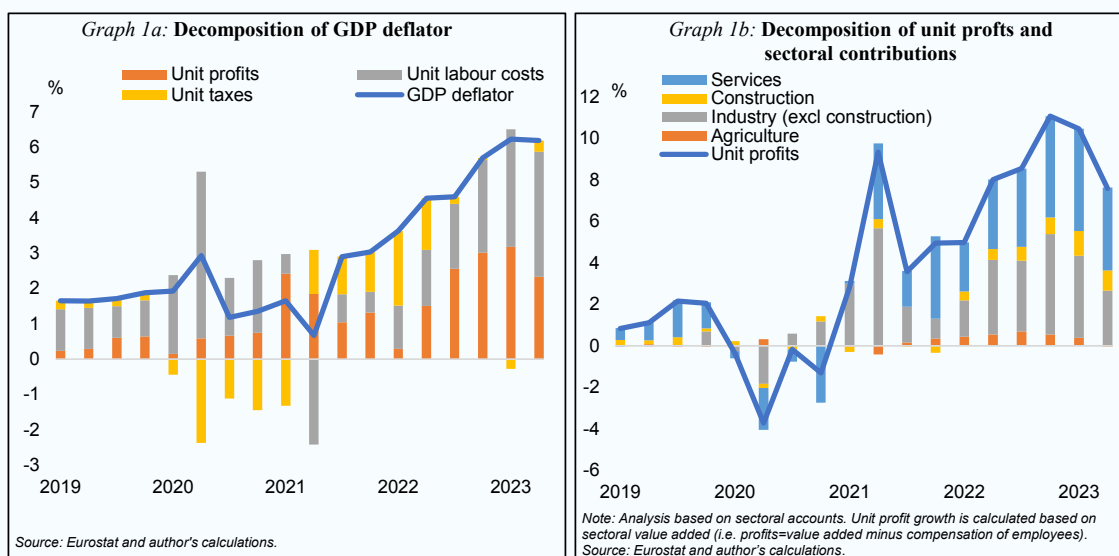 Graph 1a: Decomposition of GDP deflator
%
Unit profits
Unit labour costs
Unit taxes
GDP deflator
7
6
5
4
3
2
1
0
-1
-2
-3
2019 2020 2021 2022 2023
Source: Eurostat and author's calculations.
Graph 1b: Decomposition of unit profts and
sectoral contributions
%
Services
Construction
Industry (excl construction)
Agriculture
Unit profits
12
10
8
6
4
2
0
-2
-4
-6
2019 2020 2021 2022 2023
Note: Analysis based on sectoral accounts. Unit profit growth is calculated based on
sectoral value added (i.e. profits=value added minus compensation of employees).
Source: Eurostat and author's calculations.